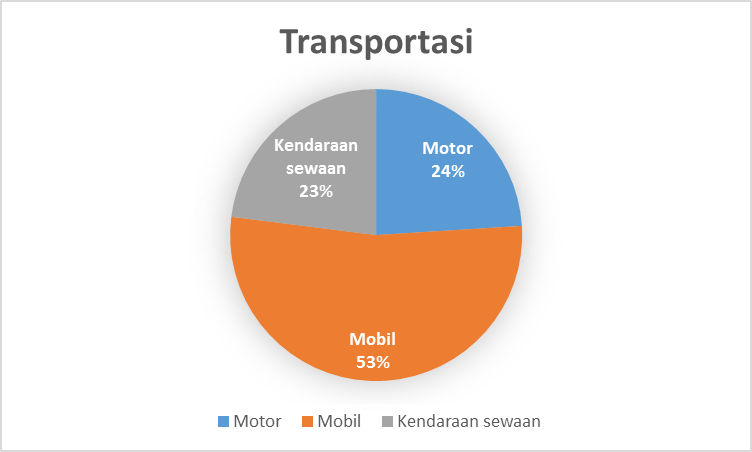 Transportasi
Kendaraan
sewaan
23%
Motor
24%
Mobil
53%
Motor Mobil Kendaraan sewaan